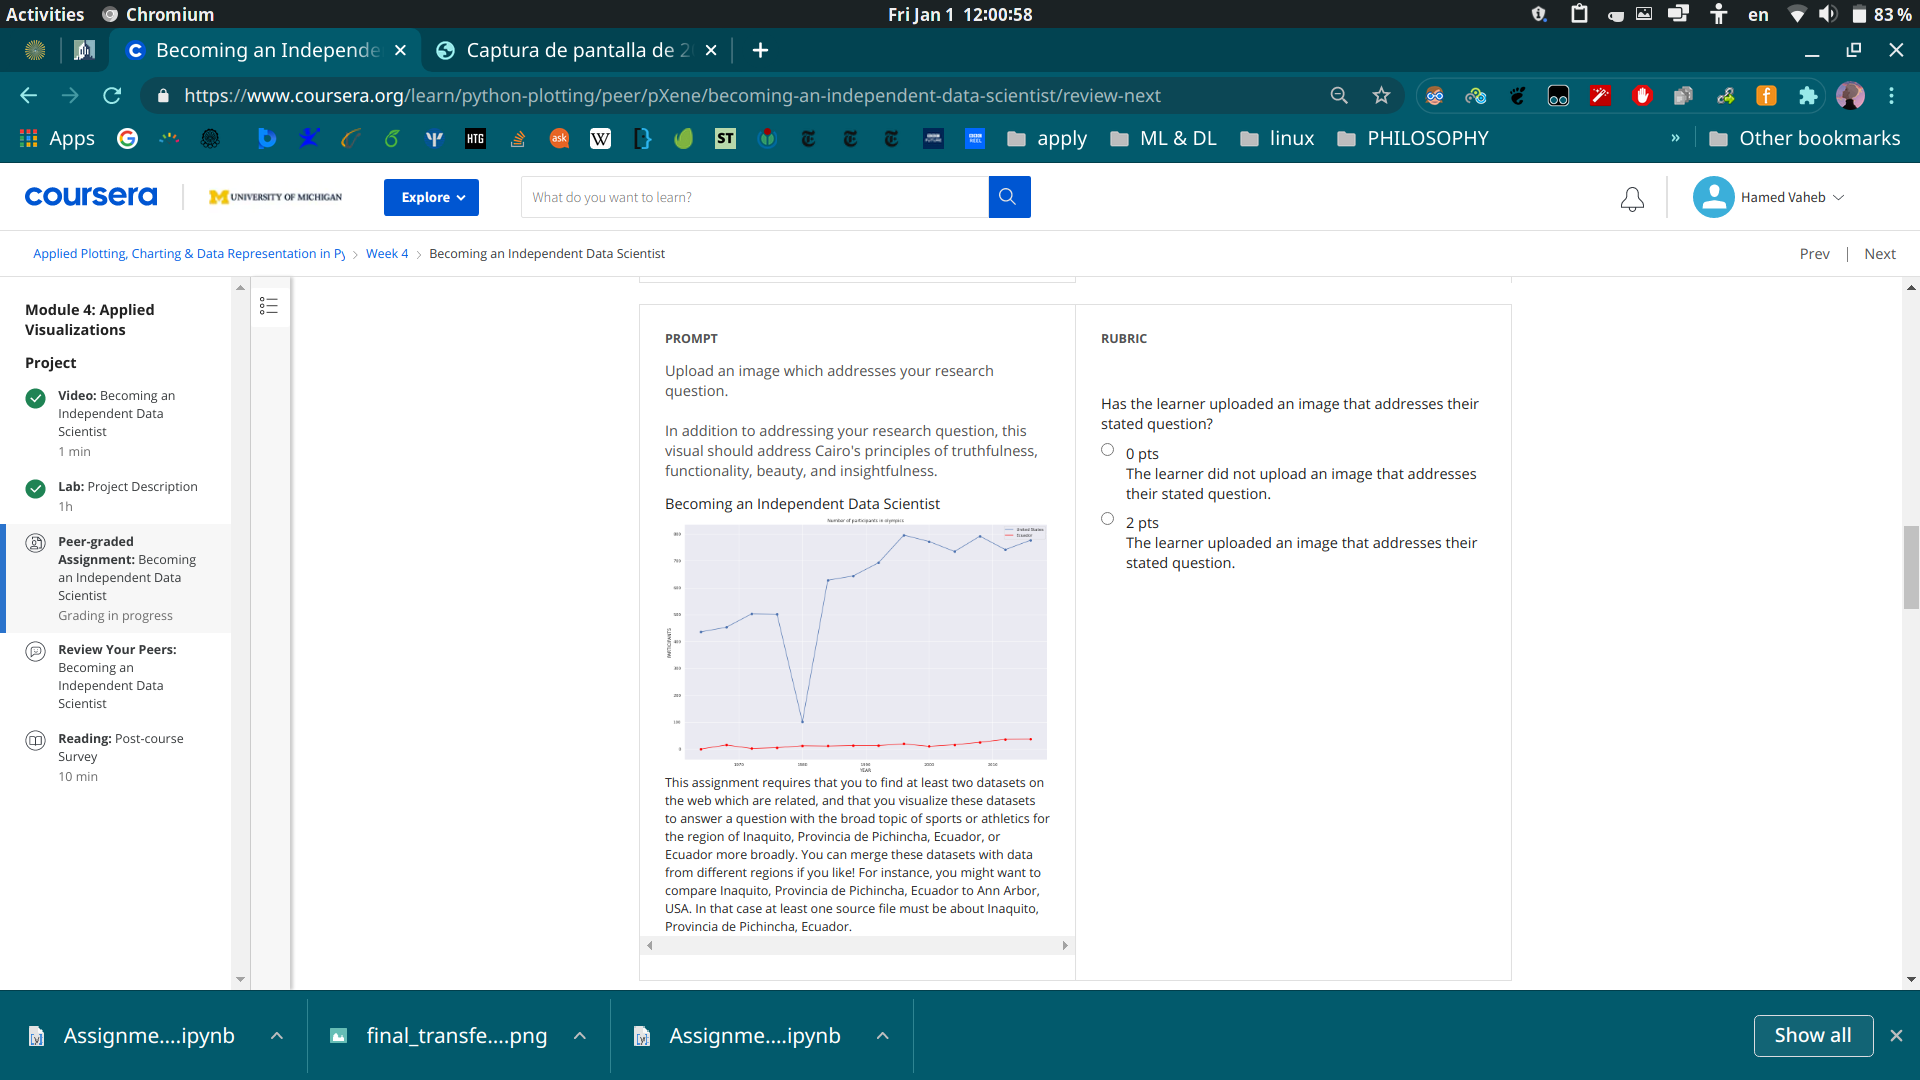 Activities Chromium Fri Jan 1 12:00:58 en 83 %
Becoming an Independe Captura de pantalla de 2
https://www.coursera.org/learn/python-plotting/peer/pXene/becoming-an-independent-data-scientist/review-next
Apps HTG ask W ST apply ML & DL linux PHILOSOPHY » Other bookmarks
coursera M UNIVERSITY OF MICHIGAN Explore What do you want to learn? Hamed Vaheb
Applied Plotting, Charting & Data Representation in Py > Week 4 > Becoming an Independent Data Scientist Prev | Next
Module 4: Applied
Visualizations
Project
Video: Becoming an
Independent Data
Scientist
1 min
Lab: Project Description
1h
Peer-graded
Assignment: Becoming
an Independent Data
Scientist
Grading in progress
Review Your Peers:
Becoming an
Independent Data
Scientist
Reading: Post-course
Survey
10 min
PROMPT
Upload an image which addresses your research
question.
In addition to addressing your research question, this
visual should address Cairo's principles of truthfulness,
functionality, beauty, and insightfulness.
Becoming an Independent Data Scientist
Number of participants in olympics
United States
Ecuador
PARTICIPANTS
1970 1980 1990 2000 2010
YEAR
This assignment requires that you to find at least two datasets on
the web which are related, and that you visualize these datasets
to answer a question with the broad topic of sports or athletics for
the region of Inaquito, Provincia de Pichincha, Ecuador, or
Ecuador more broadly. You can merge these datasets with data
from different regions if you like! For instance, you might want to
compare Inaquito, Provincia de Pichincha, Ecuador to Ann Arbor,
USA. In that case at least one source file must be about Inaquito,
Provincia de Pichincha, Ecuador.
RUBRIC
Has the learner uploaded an image that addresses their
stated question?
0 pts
The learner did not upload an image that addresses
their stated question.
2 pts
The learner uploaded an image that addresses their
stated question.
Assignme....ipynb final_transfe....png Assignme....ipynb Show all